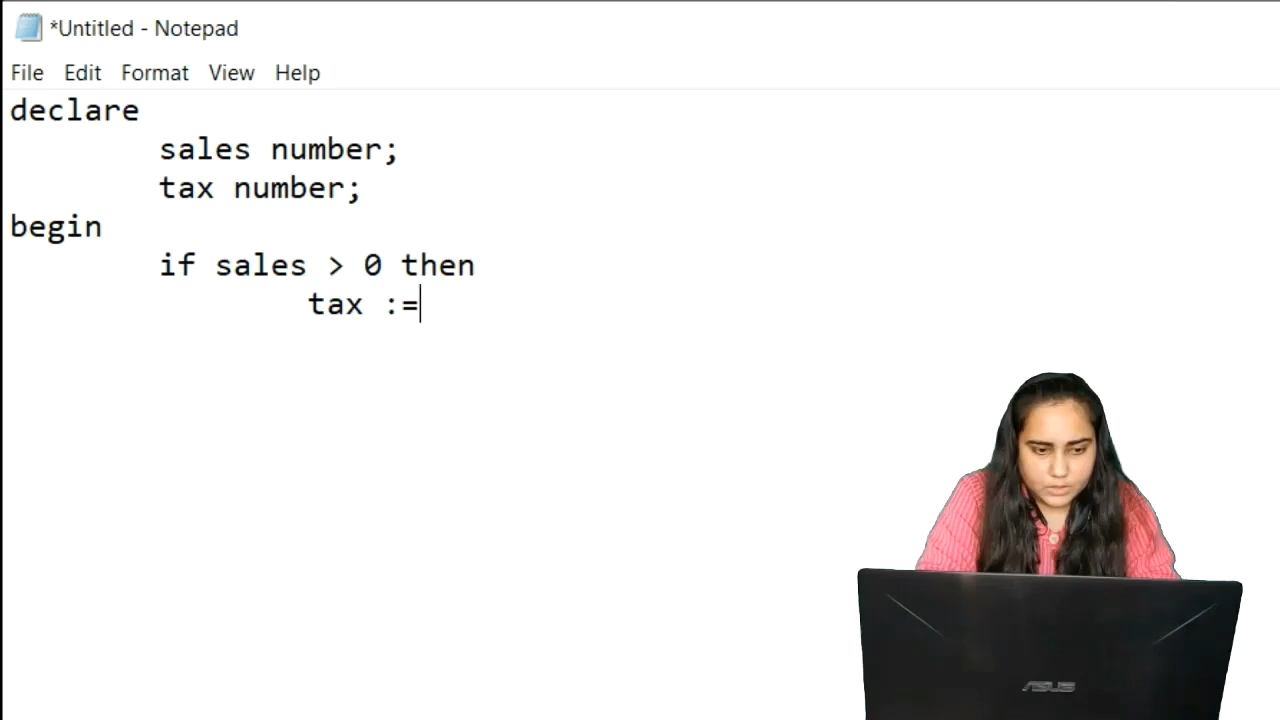 *Untitled - Notepad
File Edit Format View Help
declare
sales number;
tax number;
begin
if sales > 0 then
tax :=
ASUS